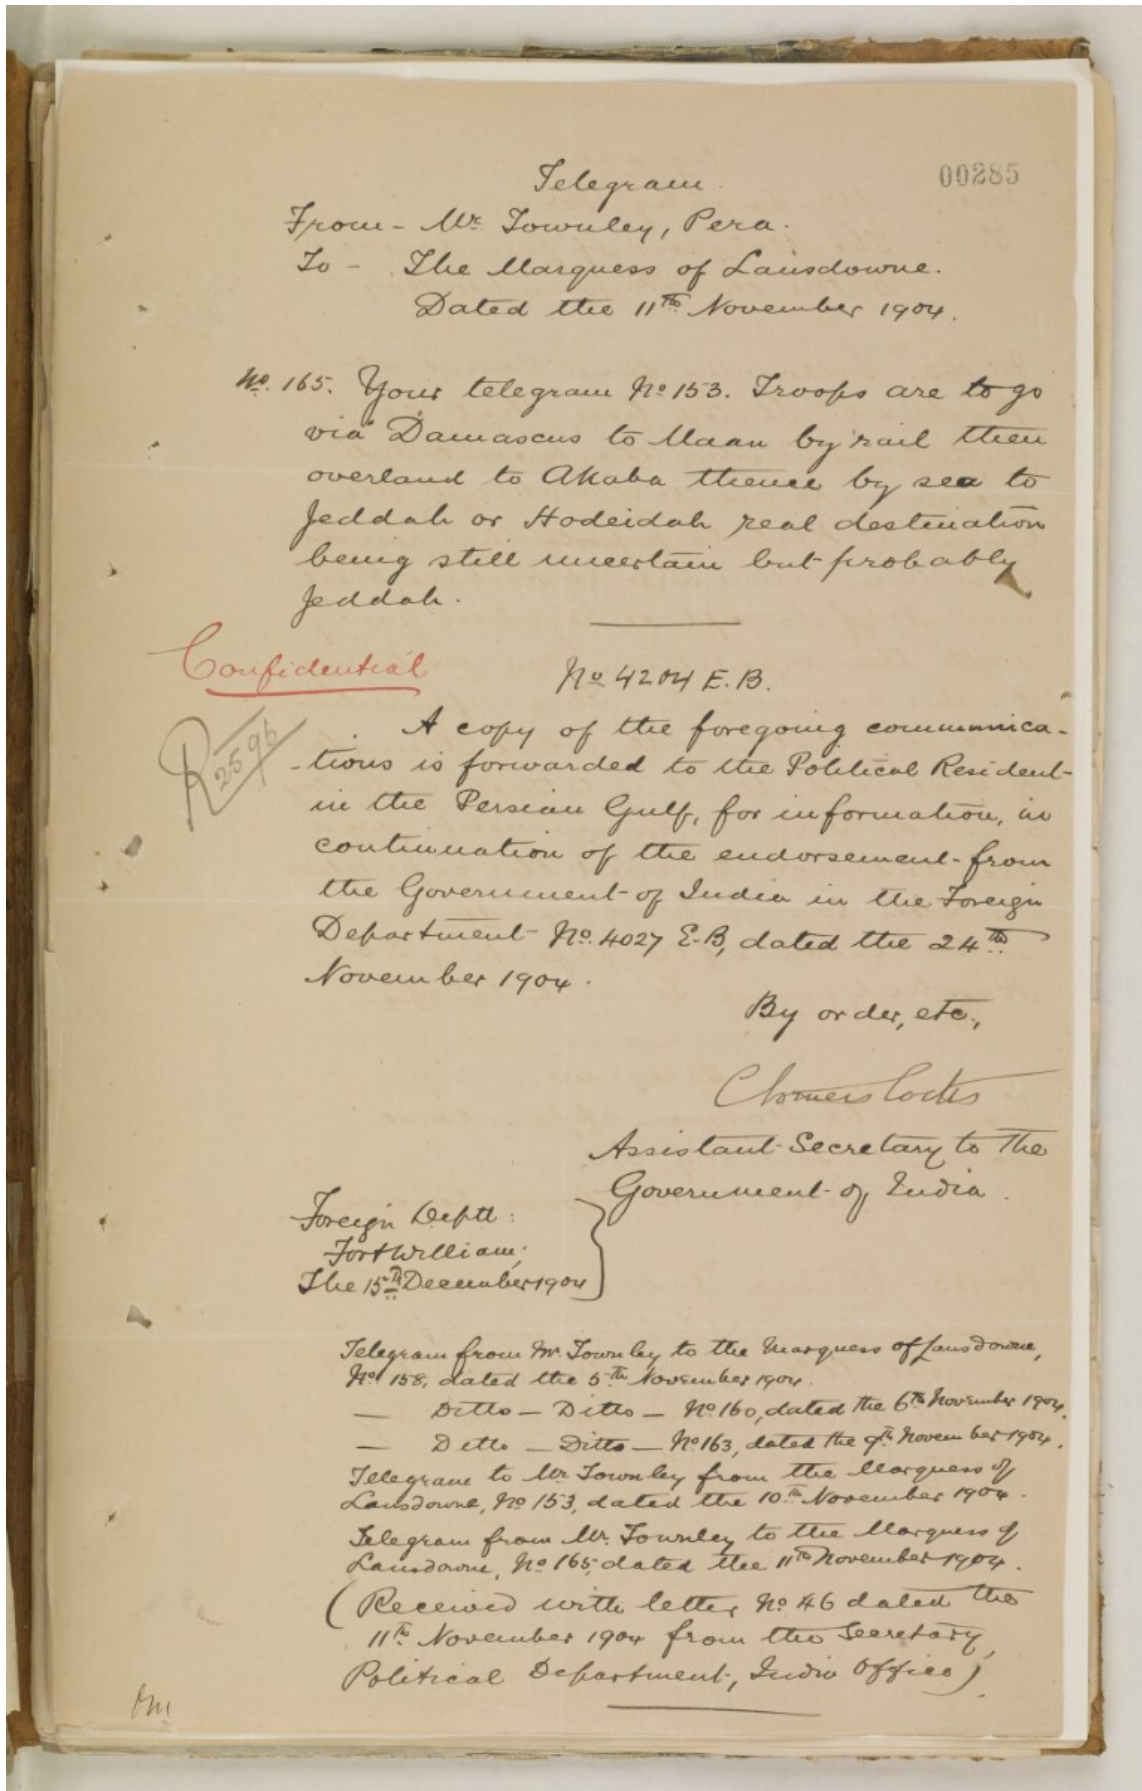 00285
Telegram.
From - Mr. Townley, Pera.
To - The Marquess of Lansdowne.
Dated the 11th November 1904.
No. 165. Your telegram No 153. Troops are to go
via Damascus to Maan by rail then
overland to Akaba thence by sea to
Jeddah or Hodeidah real destination
being still uncertain but probably
Jeddah.
Confidential
No 4204 E.B.
R 2596
A copy of the foregoing communica-
-tions is forwarded to the Political Resident
in the Persian Gulf, for information, in
continuation of the endorsement from
the Government of India in the Foreign
Department No. 4027 E-B, dated the 24th
November 1904.
By order, etc.,
Assistant Secretary to the
Government of India.
Foreign Deptt:
Fort William;
The 15th December 1904
Telegram from Mr. Townley to the Marquess of Lansdowne,
No 158, dated the 5th November 1904.
— Ditto — Ditto — No 160, dated the 6th November 1904.
— Ditto — Ditto — No 163, dated the 9th November 1904.
Telegram to Mr Townley from the Marquess of
Lansdowne, No 153, dated the 10th November 1904.
Telegram from Mr. Townley to the Marquess of
Lansdowne, No 165, dated the 11th November 1904.
(Received with letter No 46 dated the
11th November 1904 from the Secretary,
Political Department, India Office).